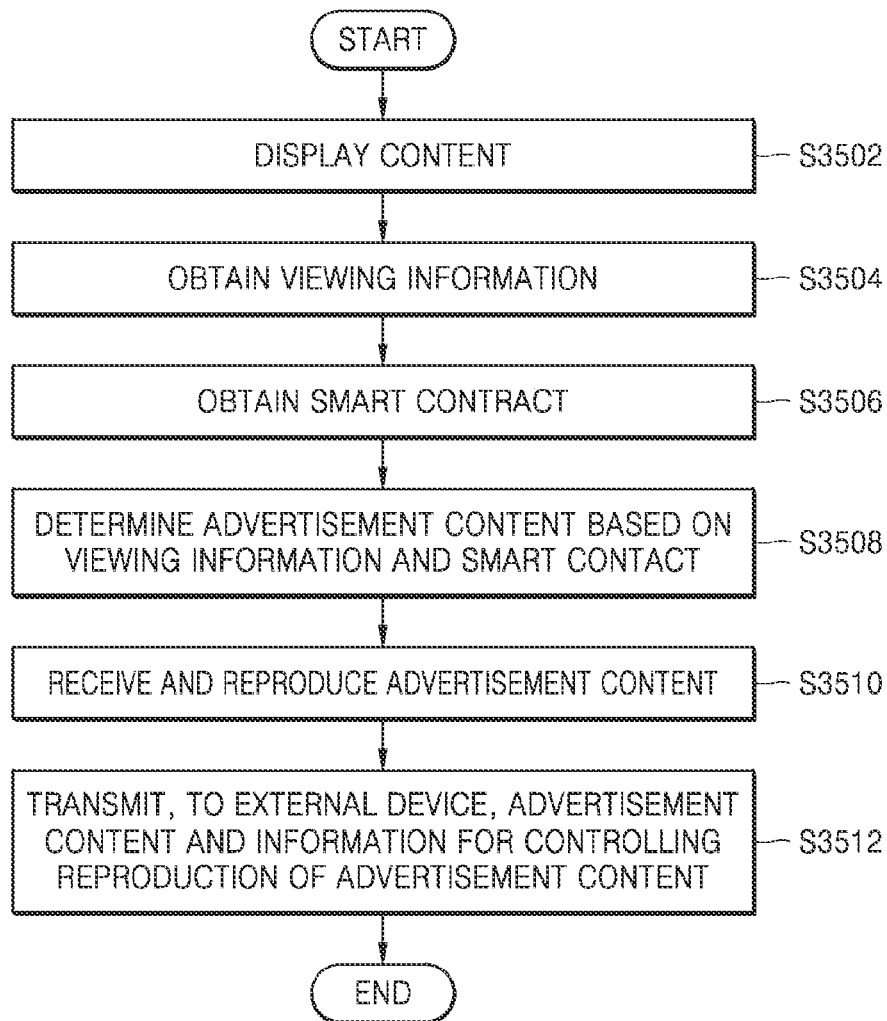 START
DISPLAY CONTENT
S3502
OBTAIN VIEWING INFORMATION
S3504
OBTAIN SMART CONTRACT
S3506
DETERMINE ADVERTISEMENT CONTENT BASED ON
VIEWING INFORMATION AND SMART CONTACT
S3508
RECEIVE AND REPRODUCE ADVERTISEMENT CONTENT
S3510
TRANSMIT, TO EXTERNAL DEVICE, ADVERTISEMENT
CONTENT AND INFORMATION FOR CONTROLLING
REPRODUCTION OF ADVERTISEMENT CONTENT
S3512
END